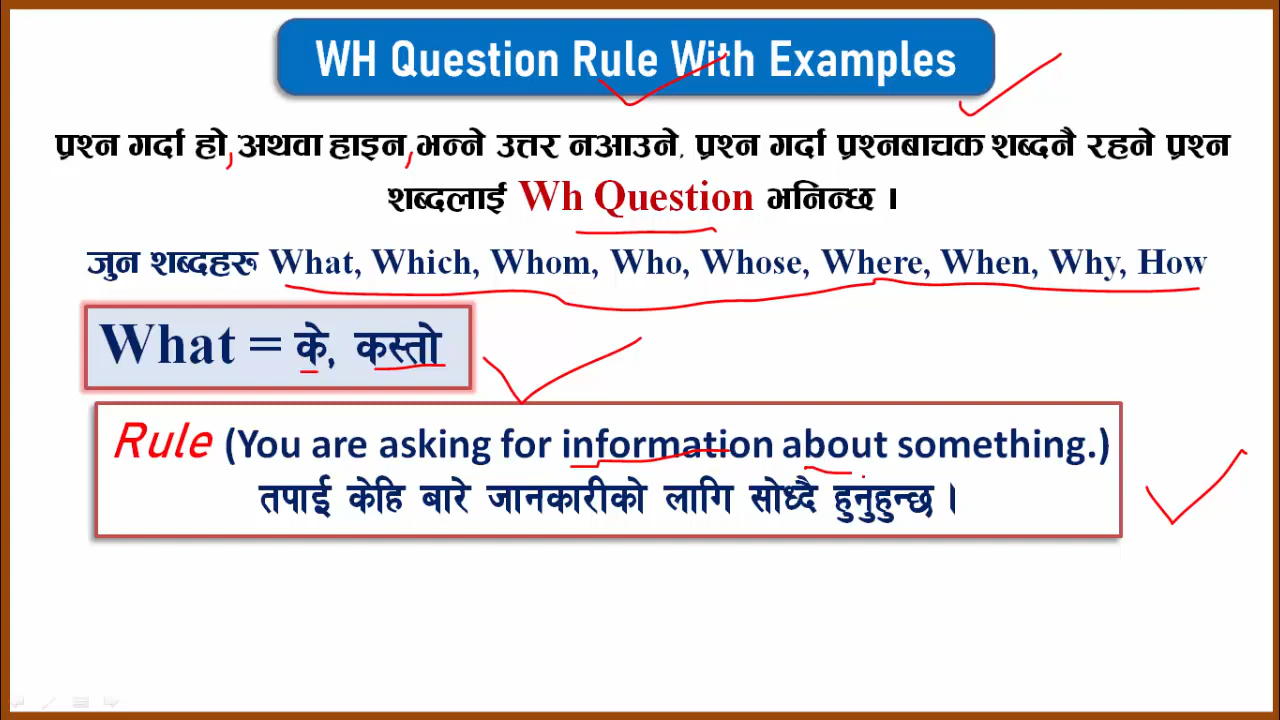 WH Question Rule With Examples
प्रश्न गर्दा हो, अथवा हाइन, भन्ने उत्तर नआउने, प्रश्न गर्दा प्रश्नबाचक शब्दनै रहने प्रश्न
शब्दलाई Wh Question भनिन्छ ।
जुन शब्दहरू What, Which, Whom, Who, Whose, Where, When, Why, How
What = के, कस्तो
Rule (You are asking for information about something.)
तपाई केहि बारे जानकारीको लागि सोध्दै हुनुहुन्छ ।